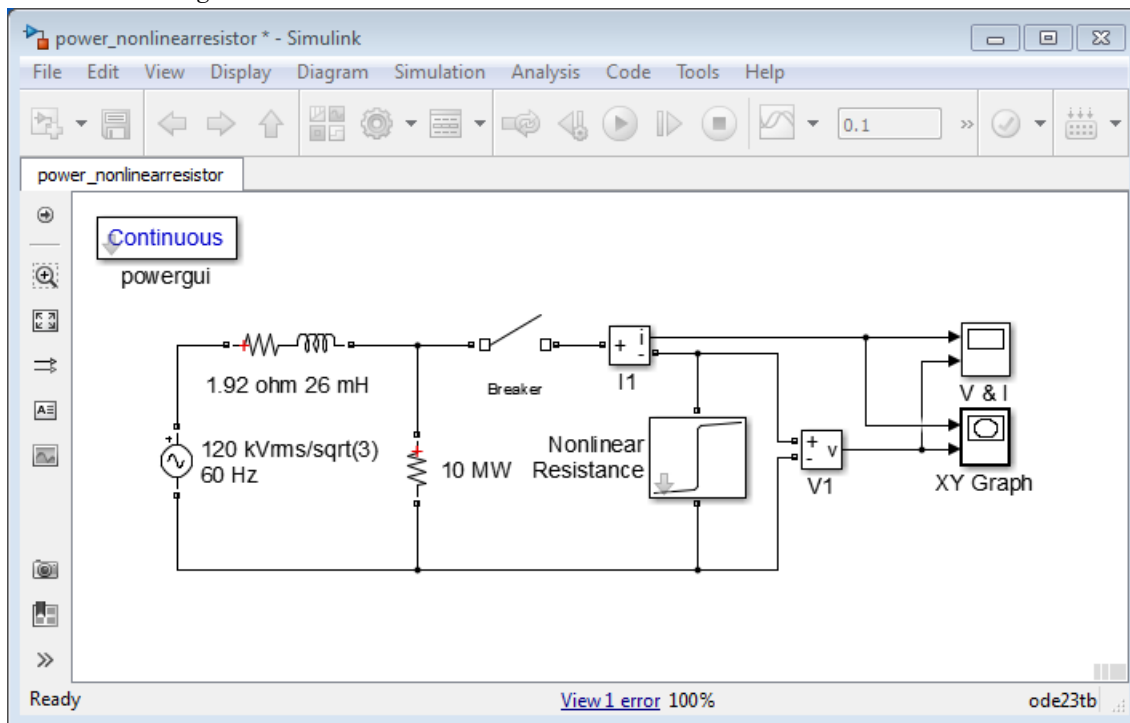 power_nonlinearresistor * - Simulink
File Edit View Display Diagram Simulation Analysis Code Tools Help
0.1
power_nonlinearresistor
Continuous
powergui
1.92 ohm 26 mH
Breaker
+ i -
I1
V & I
120 kVrms/sqrt(3)
60 Hz
10 MW
Nonlinear
Resistance
+ - v
V1
XY Graph
Ready View 1 error 100% ode23tb